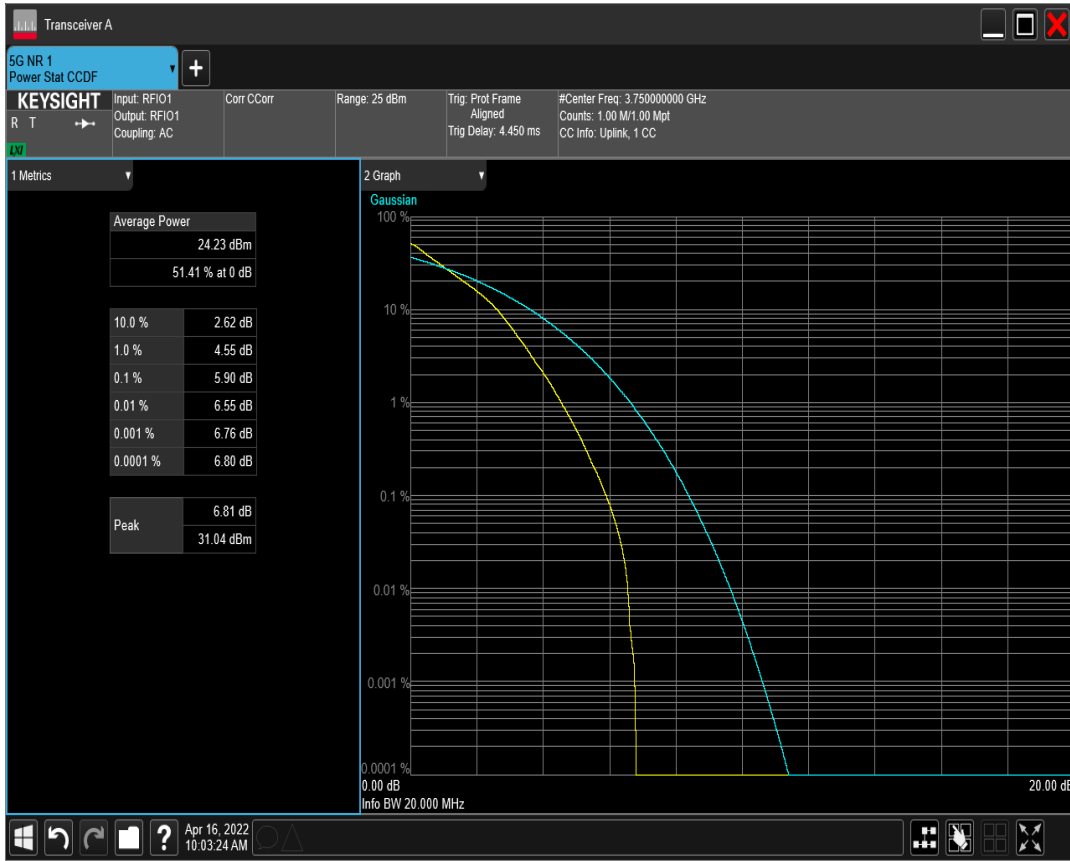 Transceiver A
5G NR 1
Power Stat CCDF
KEYSIGHT
R T
LXI
Input: RFIO1
Output: RFIO1
Coupling: AC
Corr CCorr
Range: 25 dBm
Trig: Prot Frame
Aligned
Trig Delay: 4.450 ms
#Center Freq: 3.750000000 GHz
Counts: 1.00 M/1.00 Mpt
CC Info: Uplink, 1 CC
1 Metrics
Average Power
24.23 dBm
51.41 % at 0 dB
10.0 % 2.62 dB
1.0 % 4.55 dB
0.1 % 5.90 dB
0.01 % 6.55 dB
0.001 % 6.76 dB
0.0001 % 6.80 dB
Peak
6.81 dB
31.04 dBm
2 Graph
Gaussian
100 %
10 %
1 %
0.1 %
0.01 %
0.001 %
0.0001 %
0.00 dB 20.00 dB
Info BW 20.000 MHz
? Apr 16, 2022
10:03:24 AM